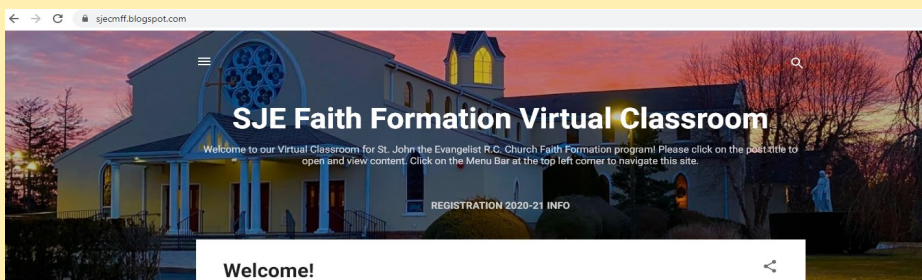 sjecmff.blogspot.com
SJE Faith Formation Virtual Classroom
Welcome to our Virtual Classroom for St. John the Evangelist R.C. Church Faith Formation program! Please click on the post title to
open and view content. Click on the Menu Bar at the top left corner to navigate this site.
REGISTRATION 2020-21 INFO
Welcome!